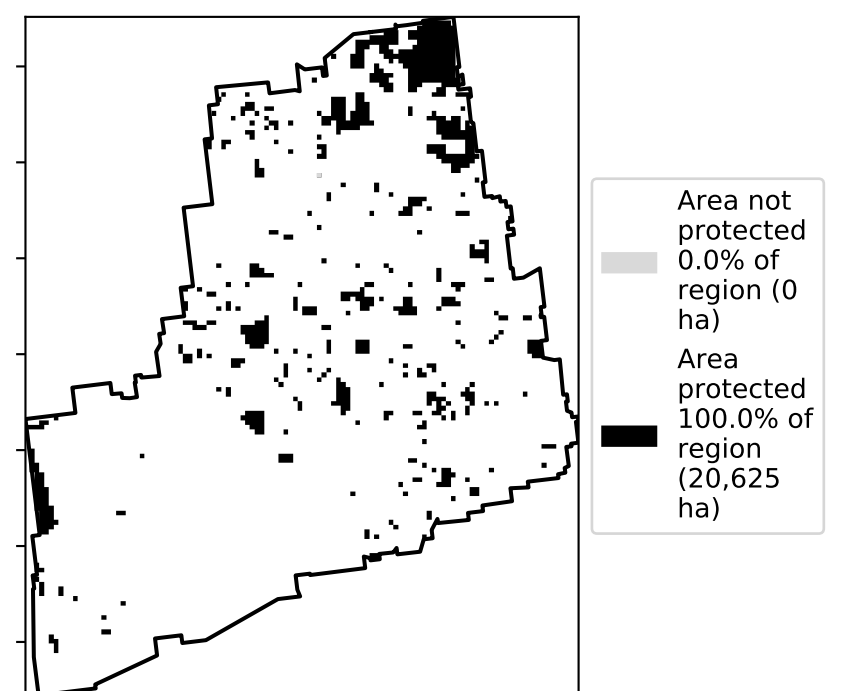 Area not
protected
0.0% of
region (0
ha)
Area
protected
100.0% of
region
(20,625
ha)